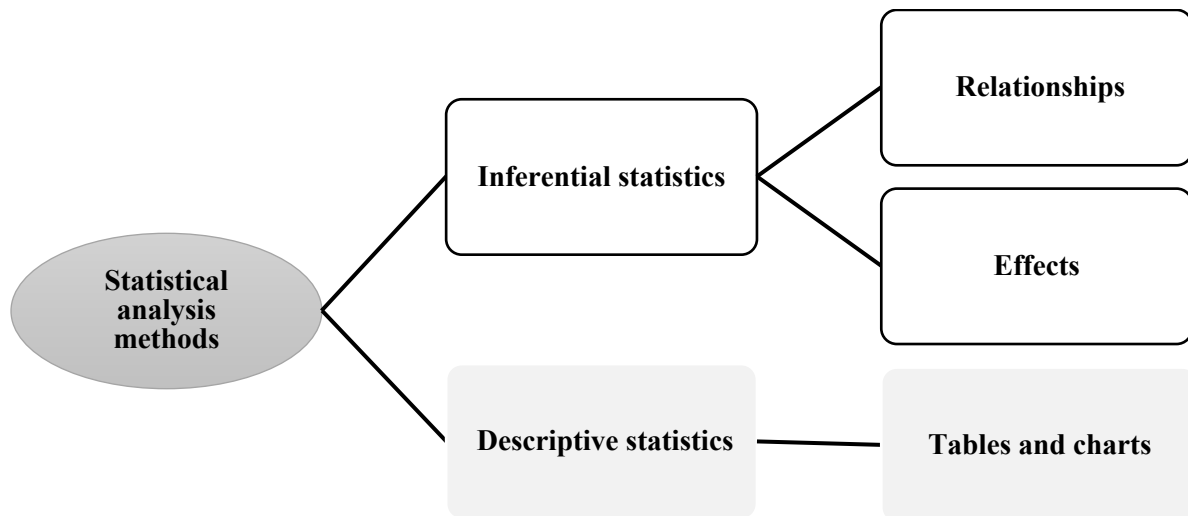 Statistical
analysis
methods
Inferential statistics
Relationships
Effects
Descriptive statistics
Tables and charts